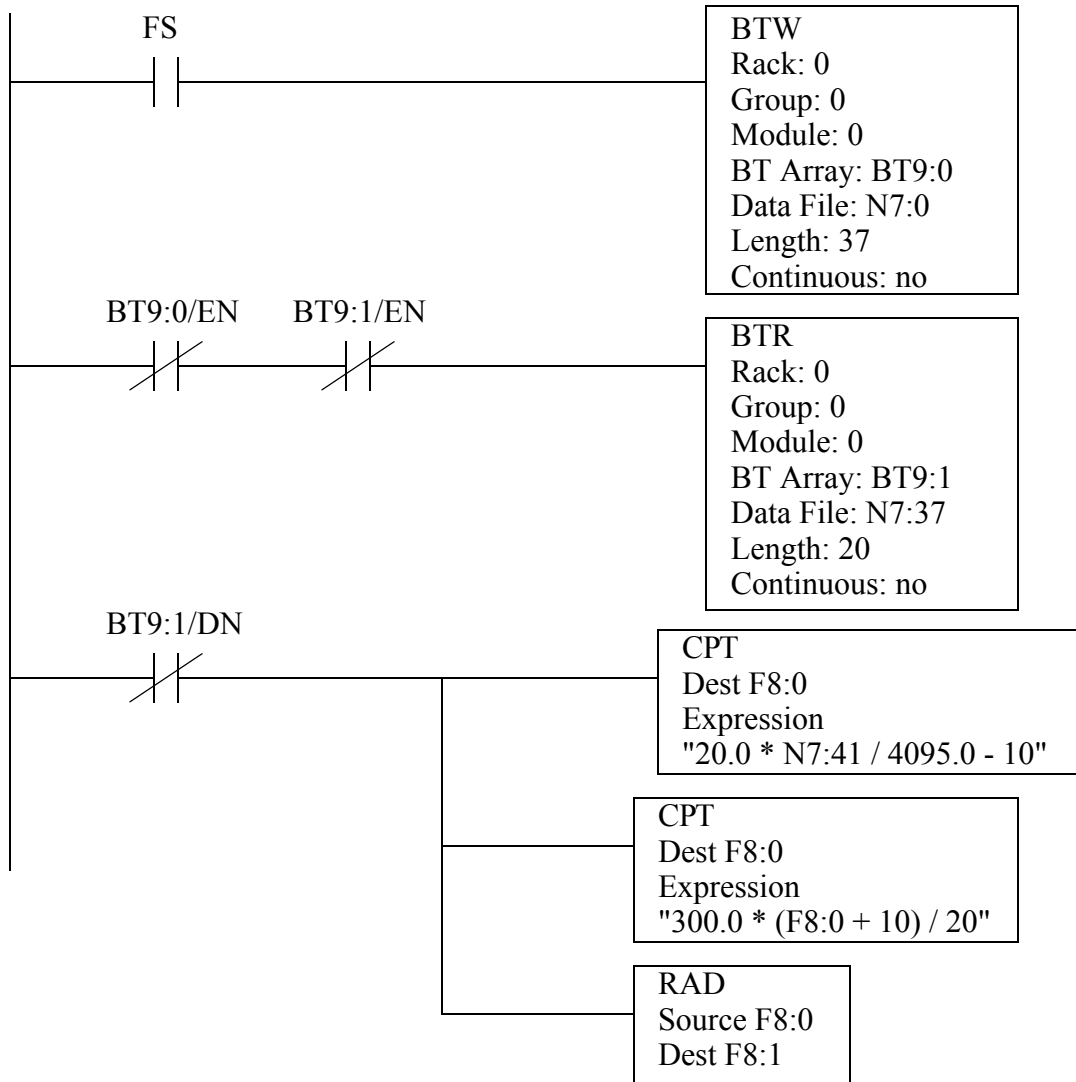 FS
BTW
Rack: 0
Group: 0
Module: 0
BT Array: BT9:0
Data File: N7:0
Length: 37
Continuous: no
BT9:0/EN
BT9:1/EN
BTR
Rack: 0
Group: 0
Module: 0
BT Array: BT9:1
Data File: N7:37
Length: 20
Continuous: no
BT9:1/DN
CPT
Dest F8:0
Expression
"20.0 * N7:41 / 4095.0 - 10"
CPT
Dest F8:0
Expression
"300.0 * (F8:0 + 10) / 20"
RAD
Source F8:0
Dest F8:1